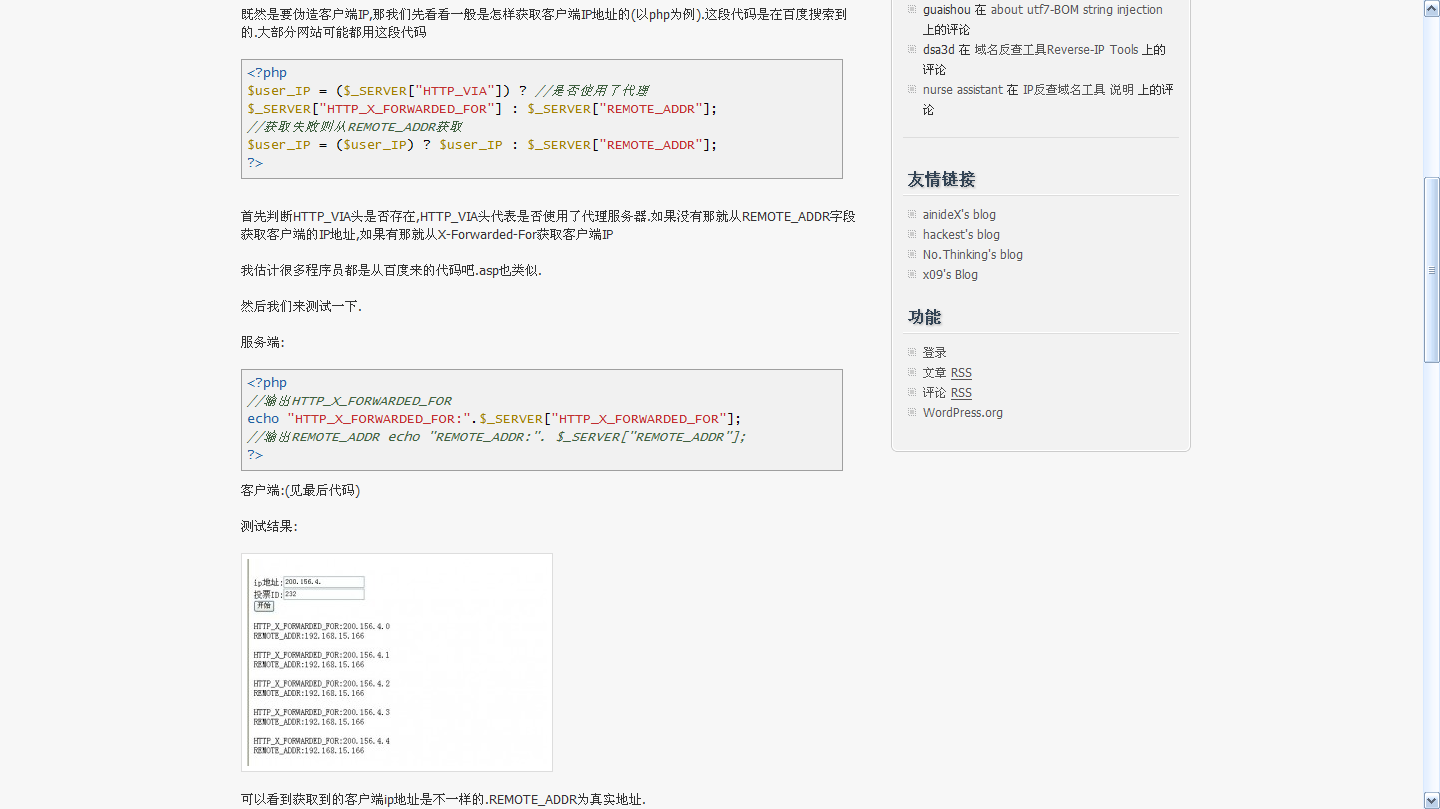 既然是要伪造客户端IP,那我们先看看一般是怎样获取客户端IP地址的(以php为例).这段代码是在百度搜索到
的.大部分网站可能都用这段代码
<?php
$user_IP = ($_SERVER["HTTP_VIA"]) ? //是否使用了代理
$_SERVER["HTTP_X_FORWARDED_FOR"] : $_SERVER["REMOTE_ADDR"];
//获取失败则从REMOTE_ADDR获取
$user_IP = ($user_IP) ? $user_IP : $_SERVER["REMOTE_ADDR"];
?>
首先判断HTTP_VIA头是否存在,HTTP_VIA头代表是否使用了代理服务器.如果没有那就从REMOTE_ADDR字段
获取客户端的IP地址,如果有那就从X-Forwarded-For获取客户端IP
我估计很多程序员都是从百度来的代码吧.asp也类似.
然后我们来测试一下.
服务端:
<?php
//输出HTTP_X_FORWARDED_FOR
echo "HTTP_X_FORWARDED_FOR:".$_SERVER["HTTP_X_FORWARDED_FOR"];
//输出REMOTE_ADDR echo "REMOTE_ADDR:". $_SERVER["REMOTE_ADDR"];
?>
客户端:(见最后代码)
测试结果:
ip地址:200.156.4.
投票ID:232
开始
HTTP_X_FORWARDED_FOR:200.156.4.0
REMOTE_ADDR:192.168.15.166
HTTP_X_FORWARDED_FOR:200.156.4.1
REMOTE_ADDR:192.168.15.166
HTTP_X_FORWARDED_FOR:200.156.4.2
REMOTE_ADDR:192.168.15.166
HTTP_X_FORWARDED_FOR:200.156.4.3
REMOTE_ADDR:192.168.15.166
HTTP_X_FORWARDED_FOR:200.156.4.4
REMOTE_ADDR:192.168.15.166
可以看到获取到的客户端ip地址是不一样的.REMOTE_ADDR为真实地址.
guaishou 在 about utf7-BOM string injection
上的评论
dsa3d 在 域名反查工具Reverse-IP Tools 上的
评论
nurse assistant 在 IP反查域名工具 说明 上的评
论
友情链接
ainideX's blog
hackest's blog
No.Thinking's blog
x09's Blog
功能
登录
文章 RSS
评论 RSS
WordPress.org